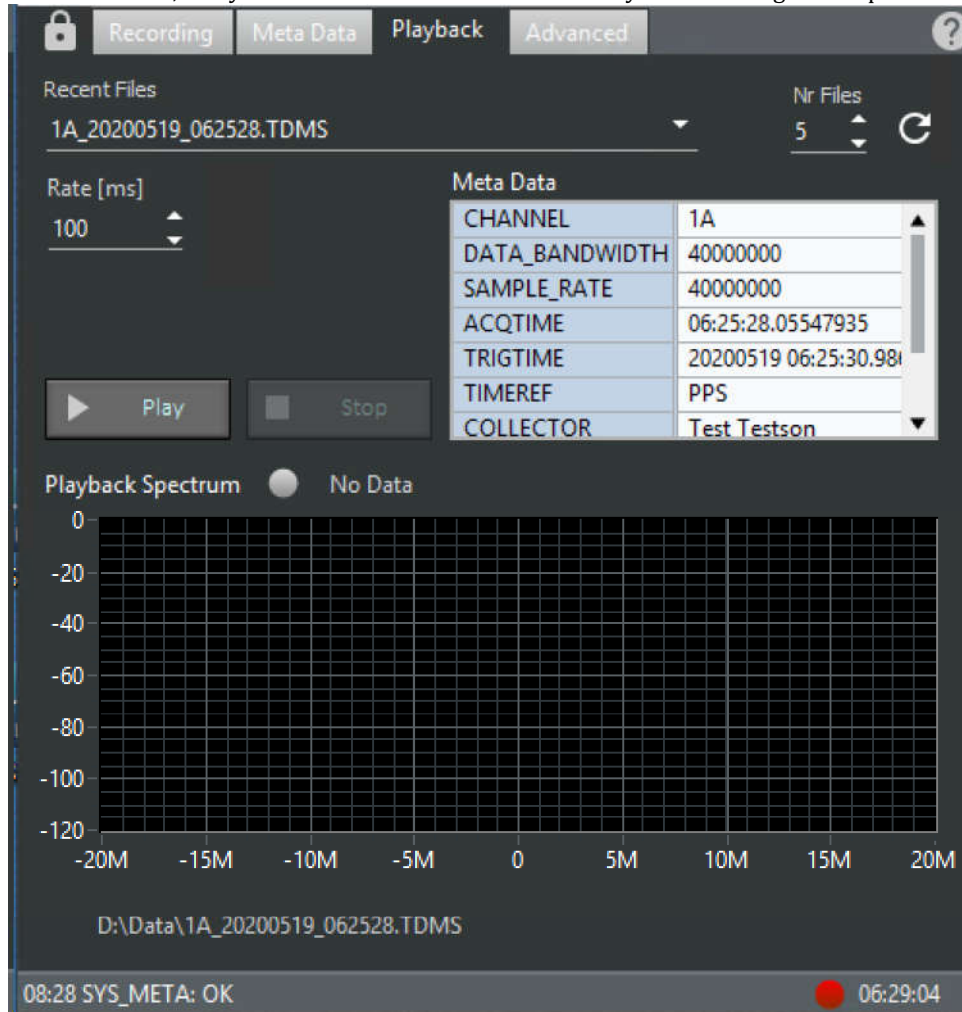 Recording Meta Data Playback Advanced ?
Recent Files
Nr Files
1A_20200519_062528.TDMS
5
Rate [ms]
100
Meta Data
CHANNEL 1A
DATA_BANDWIDTH 40000000
SAMPLE_RATE 40000000
ACQTIME 06:25:28.05547935
TRIGTIME 20200519 06:25:30.98
TIMEREF PPS
COLLECTOR Test Testson
Play Stop
Playback Spectrum No Data
0
-20
-40
-60
-80
-100
-120
-20M -15M -10M -5M 0 5M 10M 15M 20M
D:\Data\1A_20200519_062528.TDMS
08:28 SYS_META: OK 06:29:04